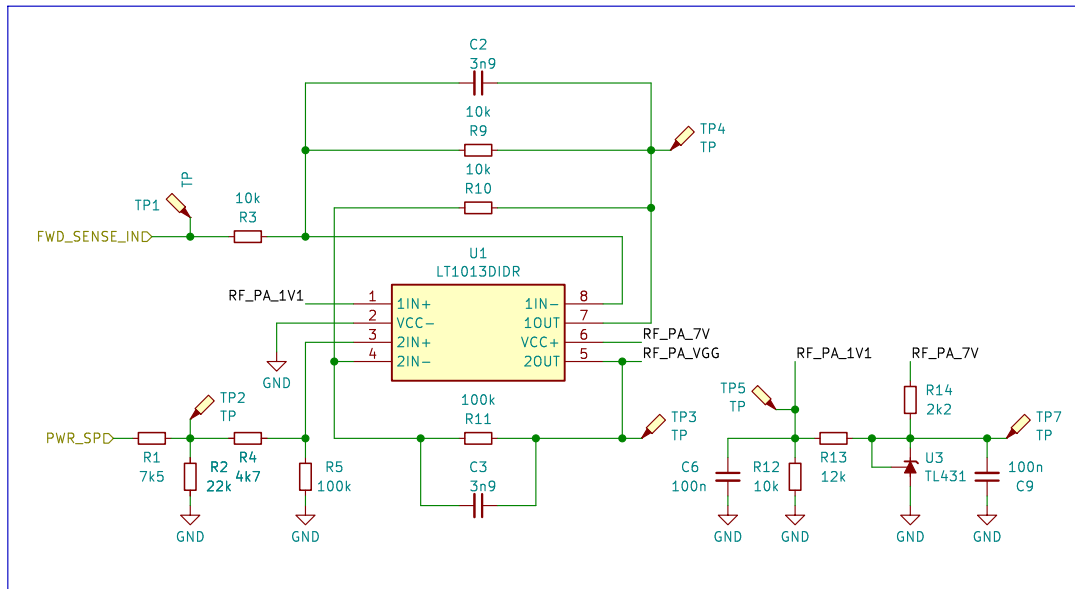 C2
3n9
10k
R9
TP4
TP
10k
R10
TP
TP1
10k
R3
FWD_SENSE_IN
U1
LT1013DIDR
RF_PA_1V1
1 1IN+ 1IN- 8
2 VCC- 1OUT 7
3 2IN+ VCC+ 6
4 2IN- 2OUT 5
RF_PA_7V
RF_PA_VGG
RF_PA_1V1
RF_PA_7V
GND
TP2
TP
100k
R11
TP3
TP
TP5
TP
R14
2k2
TP7
TP
PWR_SP
R1
7k5
R2
22k
R4
4k7
R5
100k
C3
3n9
C6
100n
R12
10k
R13
12k
U3
TL431
100n
C9
GND
GND
GND
GND
GND
GND